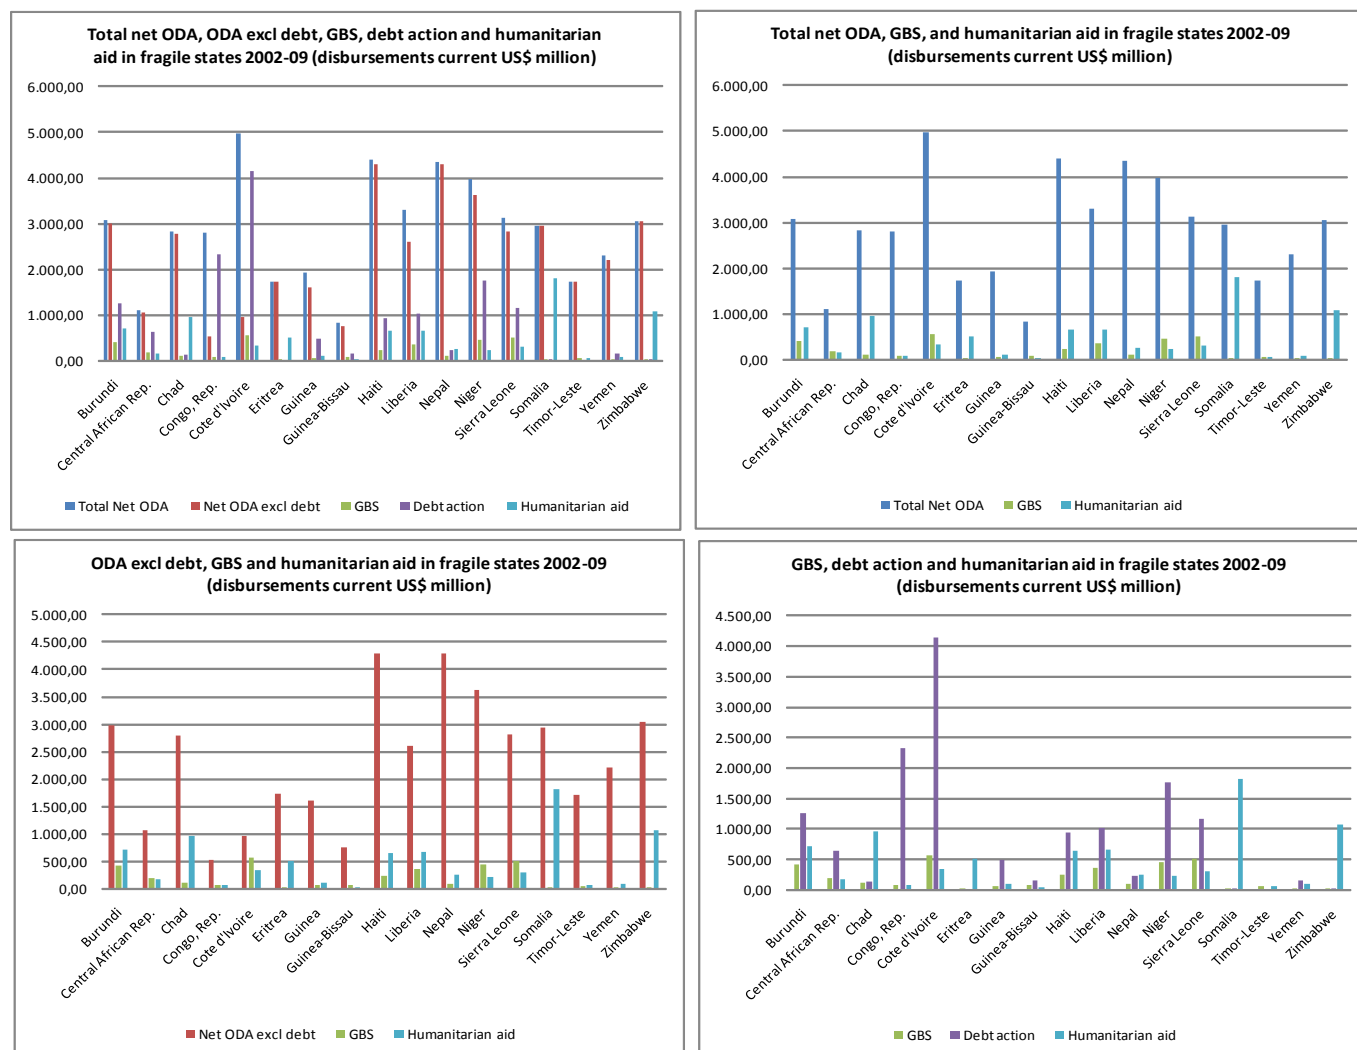 Total net ODA, ODA excl debt, GBS, debt action and humanitarian
aid in fragile states 2002-09 (disbursements current US$ million)
6.000,00
5.000,00
4.000,00
3.000,00
2.000,00
1.000,00
0,00
Burundi
Central African Rep.
Chad
Congo, Rep.
Cote d'Ivoire
Eritrea
Guinea
Guinea-Bissau
Haiti
Liberia
Nepal
Niger
Sierra Leone
Somalia
Timor-Leste
Yemen
Zimbabwe
Total Net ODA Net ODA excl debt GBS Debt action Humanitarian aid
Total net ODA, GBS, and humanitarian aid in fragile states 2002-09
(disbursements current US$ million)
6.000,00
5.000,00
4.000,00
3.000,00
2.000,00
1.000,00
0,00
Burundi
Central African Rep.
Chad
Congo, Rep.
Cote d'Ivoire
Eritrea
Guinea
Guinea-Bissau
Haiti
Liberia
Nepal
Niger
Sierra Leone
Somalia
Timor-Leste
Yemen
Zimbabwe
Total Net ODA GBS Humanitarian aid
ODA excl debt, GBS and humanitarian aid in fragile states 2002-09
(disbursements current US$ million)
5.000,00
4.500,00
4.000,00
3.500,00
3.000,00
2.500,00
2.000,00
1.500,00
1.000,00
500,00
0,00
Burundi
Central African Rep.
Chad
Congo, Rep.
Cote d'Ivoire
Eritrea
Guinea
Guinea-Bissau
Haiti
Liberia
Nepal
Niger
Sierra Leone
Somalia
Timor-Leste
Yemen
Zimbabwe
Net ODA excl debt GBS Humanitarian aid
GBS, debt action and humanitarian aid in fragile states 2002-09
(disbursements current US$ million)
4.500,00
4.000,00
3.500,00
3.000,00
2.500,00
2.000,00
1.500,00
1.000,00
500,00
0,00
Burundi
Central African Rep.
Chad
Congo, Rep.
Cote d'Ivoire
Eritrea
Guinea
Guinea-Bissau
Haiti
Liberia
Nepal
Niger
Sierra Leone
Somalia
Timor-Leste
Yemen
Zimbabwe
GBS Debt action Humanitarian aid